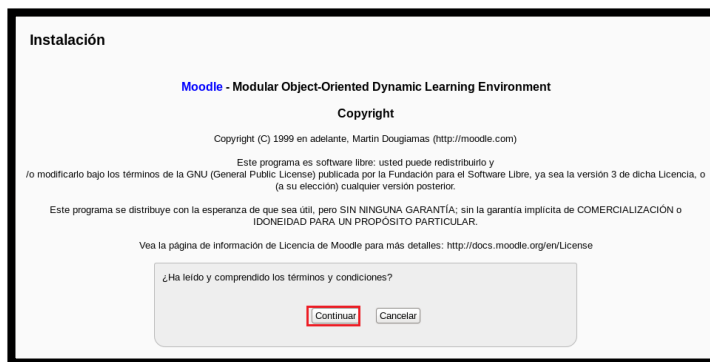 Instalación
Moodle - Modular Object-Oriented Dynamic Learning Environment
Copyright
Copyright (C) 1999 en adelante, Martin Dougiamas (http://moodle.com)
Este programa es software libre: usted puede redistribuirlo y
/o modificarlo bajo los términos de la GNU (General Public License) publicada por la Fundación para el Software Libre, ya sea la versión 3 de dicha Licencia, o
(a su elección) cualquier versión posterior.
Este programa se distribuye con la esperanza de que sea útil, pero SIN NINGUNA GARANTÍA; sin la garantía implícita de COMERCIALIZACIÓN o
IDONEIDAD PARA UN PROPÓSITO PARTICULAR.
Vea la página de información de Licencia de Moodle para más detalles: http://docs.moodle.org/en/License
¿Ha leído y comprendido los términos y condiciones?
Continuar Cancelar